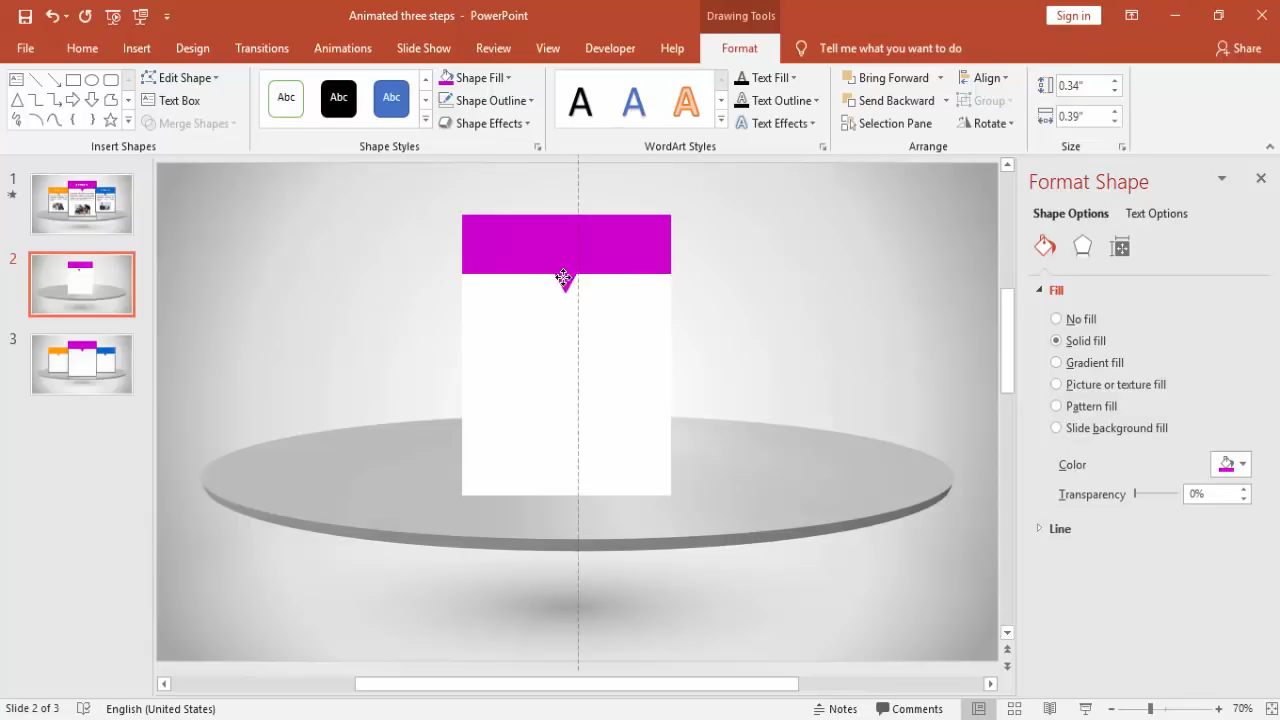 Animated three steps - PowerPoint
Drawing Tools
Sign in
File
Home
Insert
Design
Transitions
Animations
Slide Show
Review
View
Developer
Help
Format
Tell me what you want to do
Share
Edit Shape
Text Box
Merge Shapes
Insert Shapes
Abc
Abc
Abc
Shape Fill
Shape Outline
Shape Effects
Shape Styles
A
A
A
Text Fill
Text Outline
Text Effects
WordArt Styles
Bring Forward
Send Backward
Selection Pane
Align
Group
Rotate
Arrange
0.34"
0.39"
Size
1
2
3
Format Shape
Shape Options
Text Options
Fill
No fill
Solid fill
Gradient fill
Picture or texture fill
Pattern fill
Slide background fill
Color
Transparency
0%
Line
Slide 2 of 3
English (United States)
Notes
Comments
70%